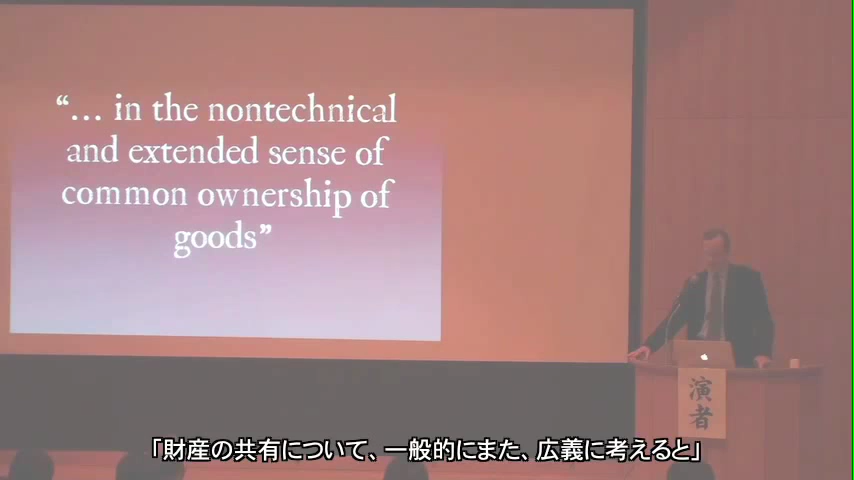 “... in the nontechnical
and extended sense of
common ownership of
goods”
演者
「財産の共有について、一般的にまた、広義に考えると」